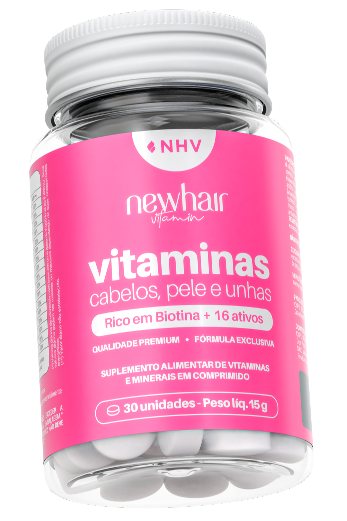 NHV
newhair
vitamin
vitaminas
cabelos, pele e unhas
Rico em Biotina + 16 ativos
QUALIDADE PREMIUM • FÓRMULA EXCLUSIVA
SUPLEMENTO ALIMENTAR DE VITAMINAS
E MINERAIS EM COMPRIMIDO
30 unidades - Peso líq. 15g